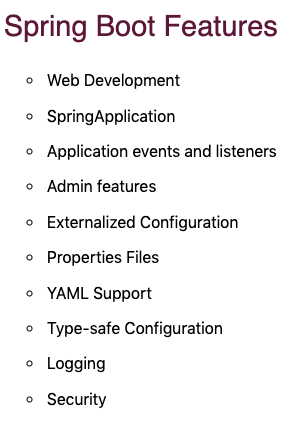 Spring Boot Features
Web Development
SpringApplication
Application events and listeners
Admin features
Externalized Configuration
Properties Files
YAML Support
Type-safe Configuration
Logging
Security